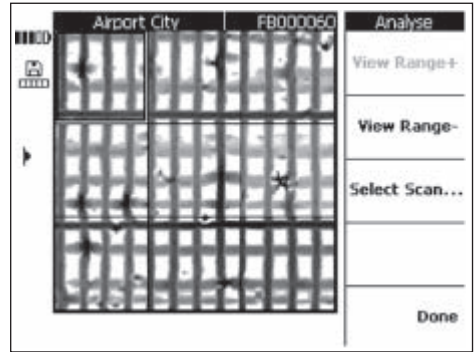 Airport City FB000060 Analyse
View Range+
View Range-
Select Scan...
Done